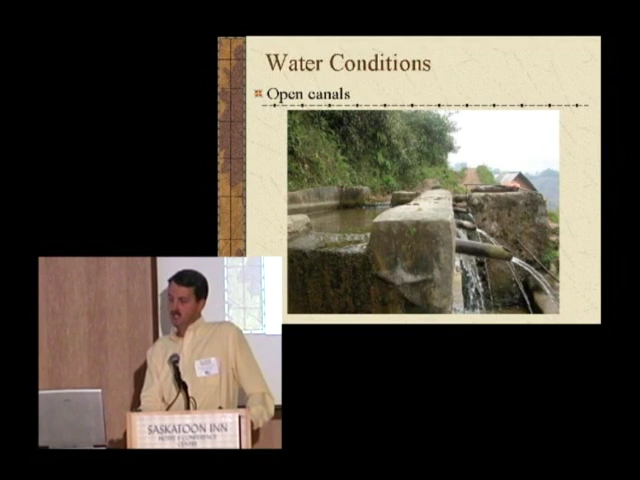 Water Conditions
Open canals
SASKATOON INN
HOTEL & CONFERENCE
CENTRE